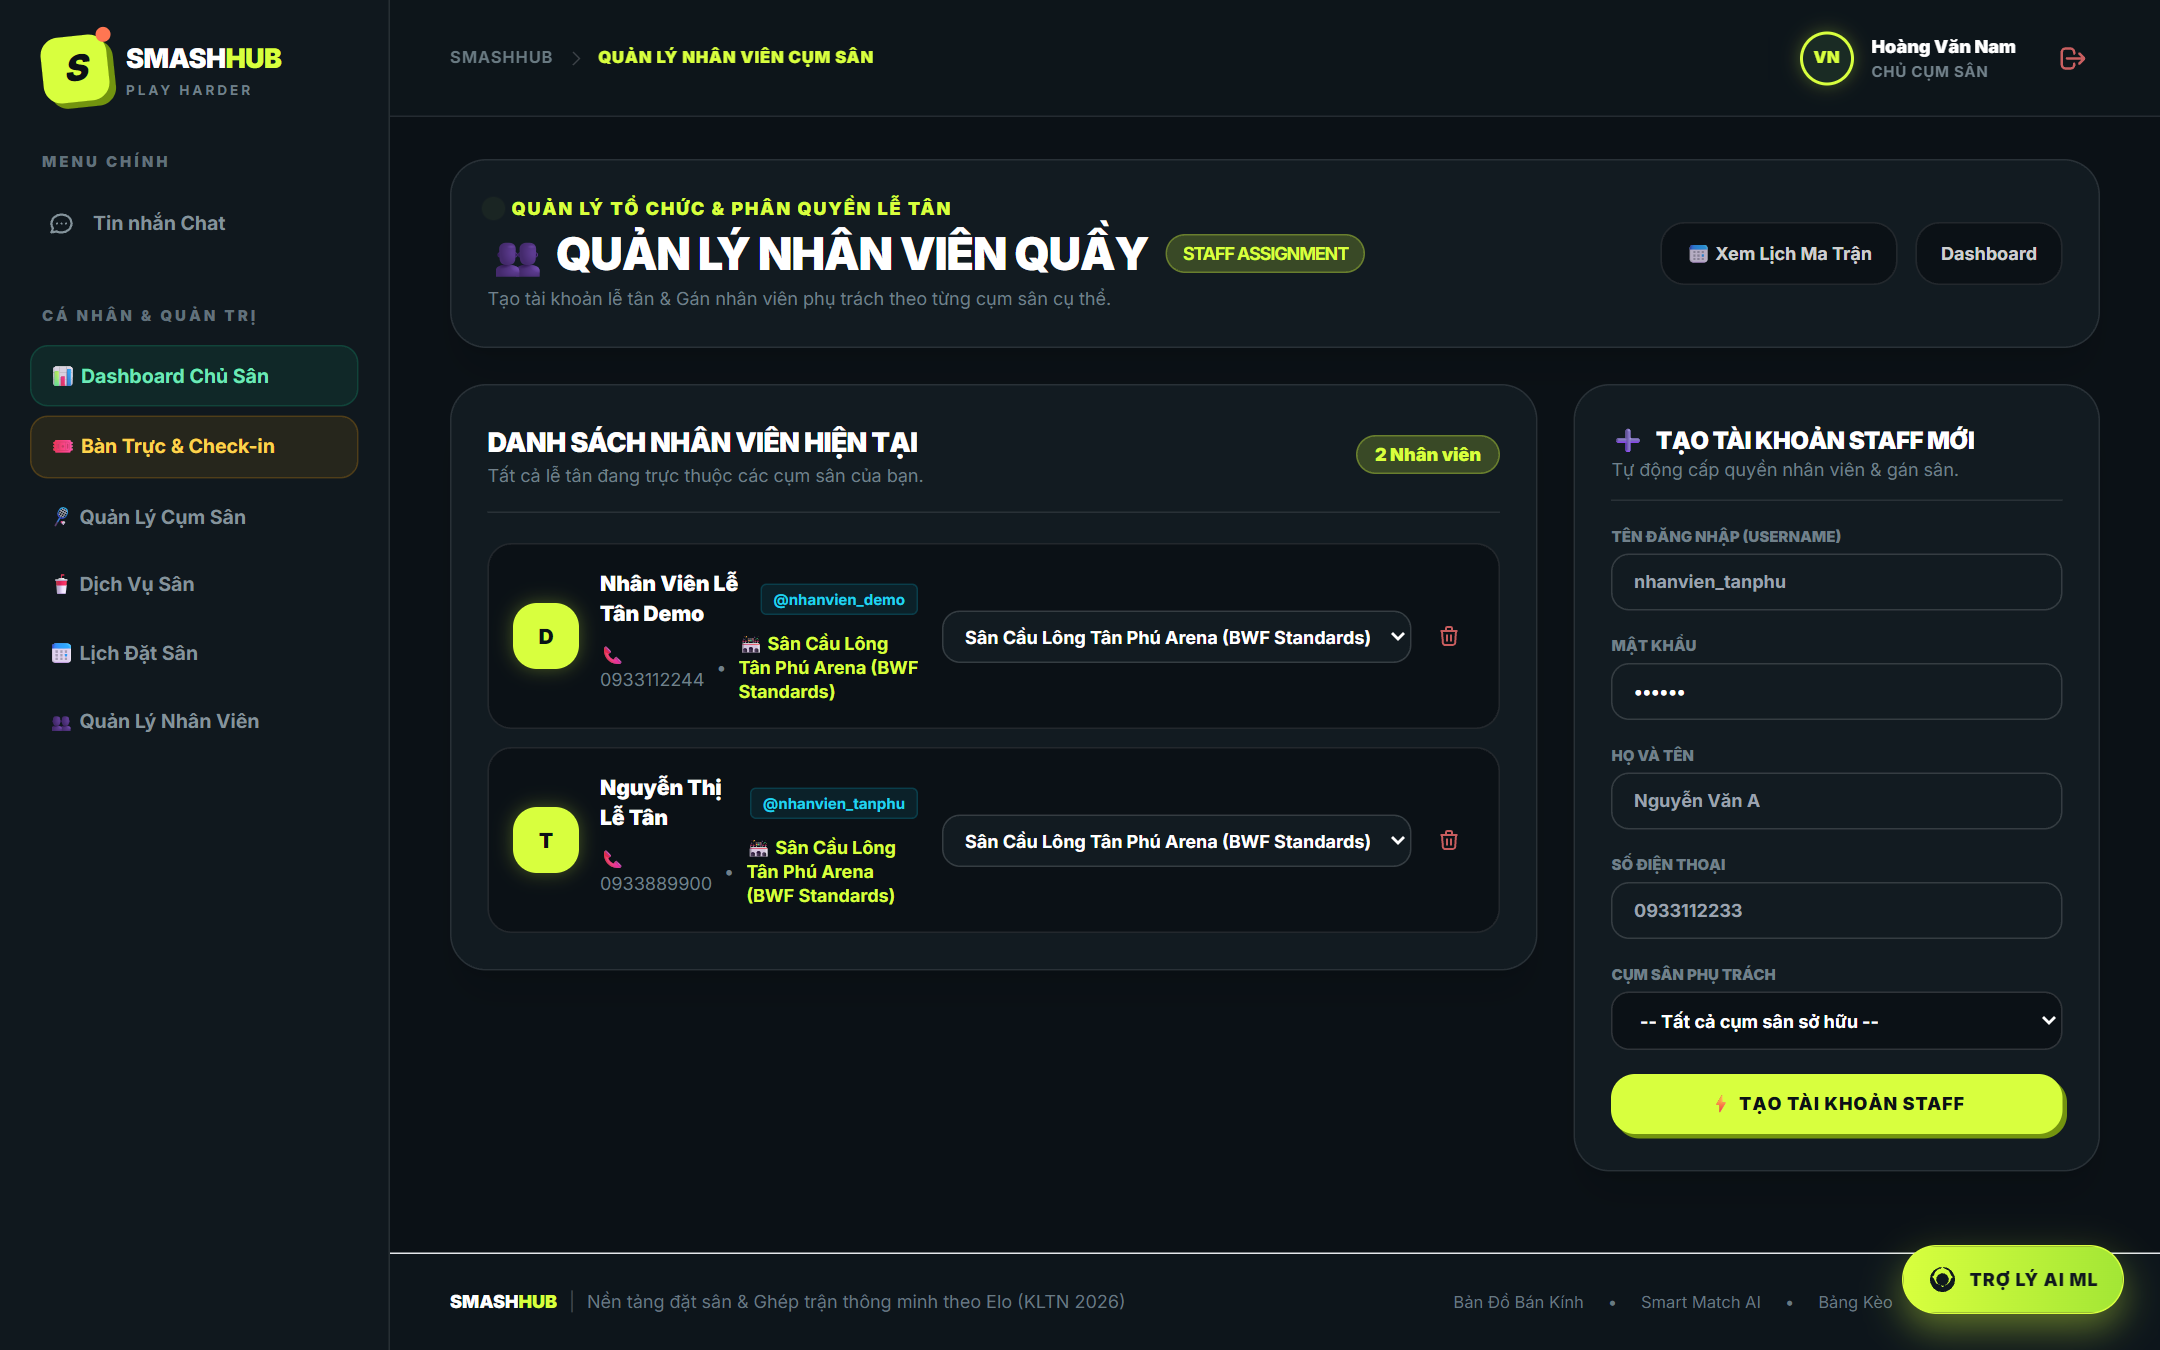 S
SMASHHUB
PLAY HARDER
MENU CHÍNH
Tin nhắn Chat
CÁ NHÂN & QUẢN TRỊ
Dashboard Chủ Sân
Bàn Trực & Check-in
Quản Lý Cụm Sân
Dịch Vụ Sân
Lịch Đặt Sân
Quản Lý Nhân Viên
SMASHHUB
QUẢN LÝ NHÂN VIÊN CỤM SÂN
VN
Hoàng Văn Nam
CHỦ CỤM SÂN
QUẢN LÝ TỔ CHỨC & PHÂN QUYỀN LỄ TÂN
QUẢN LÝ NHÂN VIÊN QUẦY
STAFF ASSIGNMENT
Tạo tài khoản lễ tân & Gán nhân viên phụ trách theo từng cụm sân cụ thể.
Xem Lịch Ma Trận
Dashboard
DANH SÁCH NHÂN VIÊN HIỆN TẠI
Tất cả lễ tân đang trực thuộc các cụm sân của bạn.
2 Nhân viên
D
Nhân Viên Lễ
Tân Demo
@nhanvien_demo
0933112244
•
Sân Cầu Lông
Tân Phú Arena (BWF
Standards)
Sân Cầu Lông Tân Phú Arena (BWF Standards)
T
Nguyễn Thị
Lễ Tân
@nhanvien_tanphu
0933889900
•
Sân Cầu Lông
Tân Phú Arena
(BWF Standards)
Sân Cầu Lông Tân Phú Arena (BWF Standards)
TẠO TÀI KHOẢN STAFF MỚI
Tự động cấp quyền nhân viên & gán sân.
TÊN ĐĂNG NHẬP (USERNAME)
nhanvien_tanphu
MẬT KHẨU
••••••
HỌ VÀ TÊN
Nguyễn Văn A
SỐ ĐIỆN THOẠI
0933112233
CỤM SÂN PHỤ TRÁCH
-- Tất cả cụm sân sở hữu --
TẠO TÀI KHOẢN STAFF
SMASHHUB
Nền tảng đặt sân & Ghép trận thông minh theo Elo (KLTN 2026)
Bản Đồ Bán Kính • Smart Match AI • Bảng Kèo
TRỢ LÝ AI ML